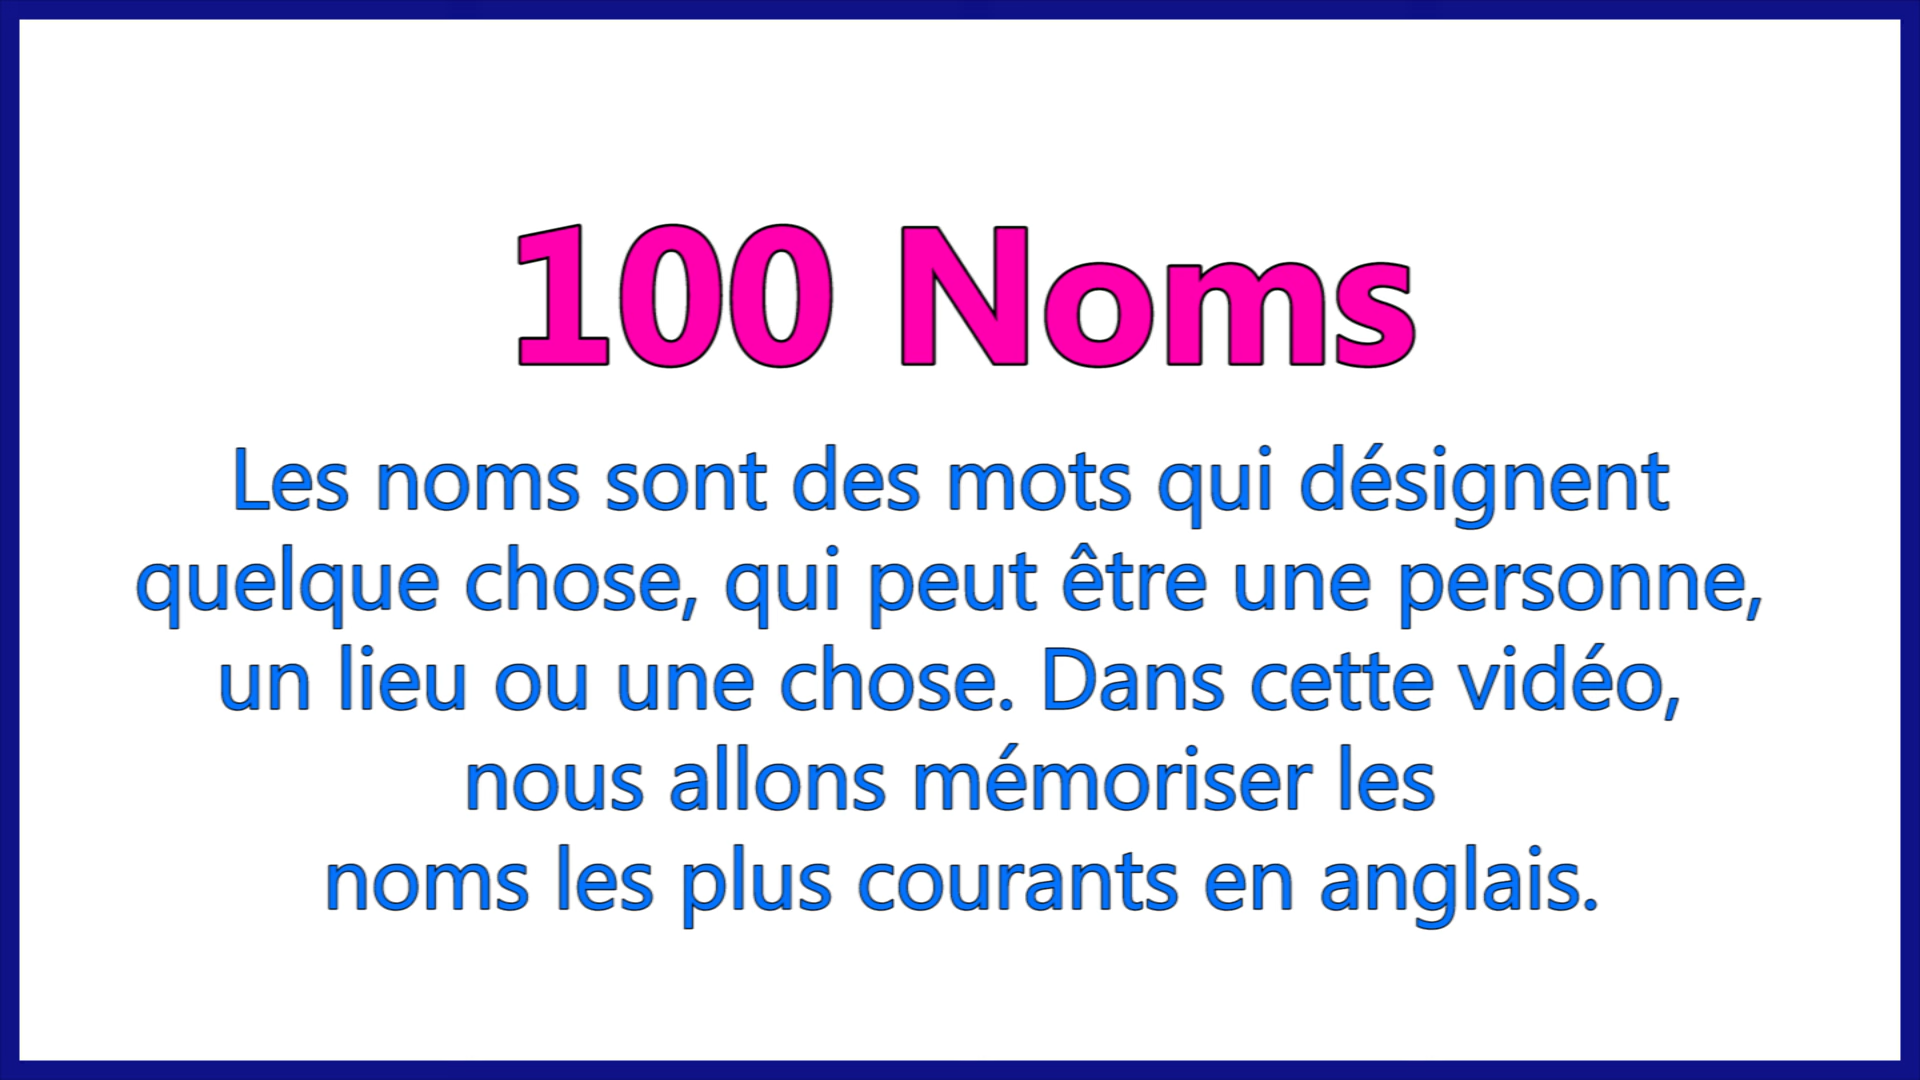 100 Noms
Les noms sont des mots qui désignent
quelque chose, qui peut être une personne,
un lieu ou une chose. Dans cette vidéo,
nous allons mémoriser les
noms les plus courants en anglais.